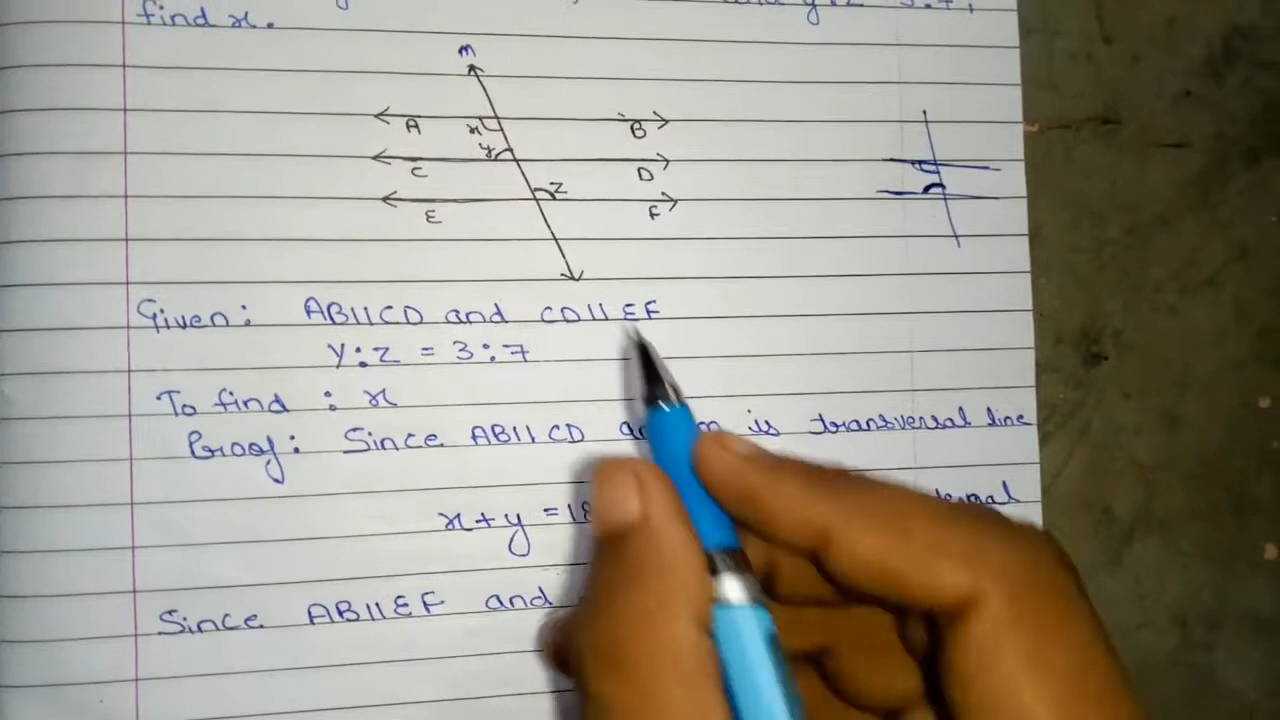 find x.
m
A B
x
y
C D
z
E F
Given: AB||CD and CD||EF
y:z = 3:7
To find : x
Proof: Since AB||CD m is transversal line
x+y =18
Since AB||EF and